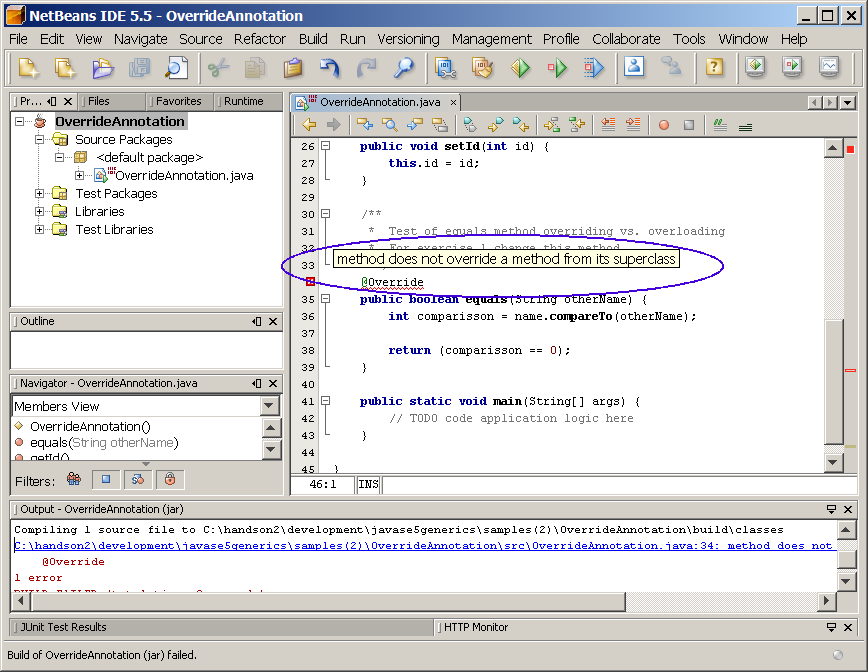 NetBeans IDE 5.5 - OverrideAnnotation
File Edit View Navigate Source Refactor Build Run Versioning Management Profile Collaborate Tools Window Help
Pr... Files Favorites Runtime
OverrideAnnotation
Source Packages
<default package>
OverrideAnnotation.java
Test Packages
Libraries
Test Libraries
Outline
Navigator - OverrideAnnotation.java
Members View
OverrideAnnotation()
equals(String otherName)
getId()
Filters:
OverrideAnnotation.java
26 public void setId(int id) {
27 this.id = id;
28 }
29
30 /**
31 * Test of equals method overriding vs. overloading
32 * For exercise 1 change this method
33
method does not override a method from its superclass
@Override
35 public boolean equals(String otherName) {
36 int comparisson = name.compareTo(otherName);
37
38 return (comparisson == 0);
39 }
40
41 public static void main(String[] args) {
42 // TODO code application logic here
43 }
44
45 }
46:1 INS
Output - OverrideAnnotation (jar)
Compiling 1 source file to C:\handson2\development\javase5generics\samples(2)\OverrideAnnotation\build\classes
C:\handson2\development\javase5generics\samples(2)\OverrideAnnotation\src\OverrideAnnotation.java:34: method does not
@Override
1 error
JUnit Test Results HTTP Monitor
Build of OverrideAnnotation (jar) failed.